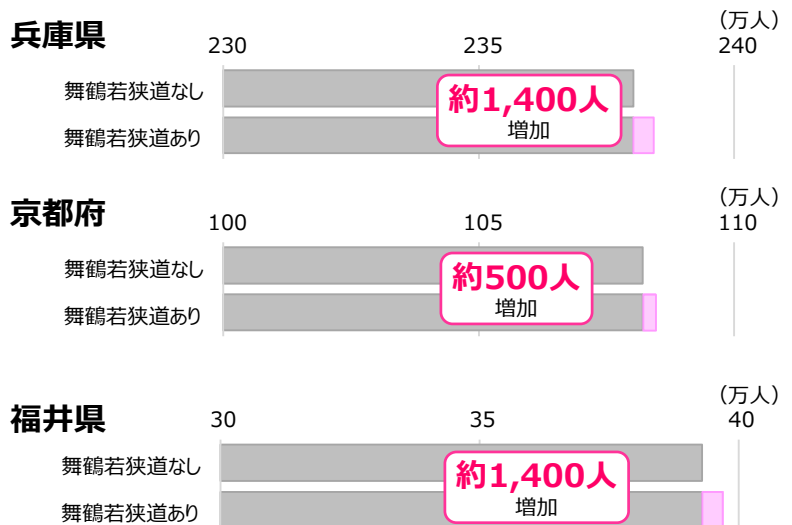 兵庫県
(万人)
230 235 240
舞鶴若狭道なし
舞鶴若狭道あり
約1,400人
増加
京都府
(万人)
100 105 110
舞鶴若狭道なし
舞鶴若狭道あり
約500人
増加
福井県
(万人)
30 35 40
舞鶴若狭道なし
舞鶴若狭道あり
約1,400人
増加